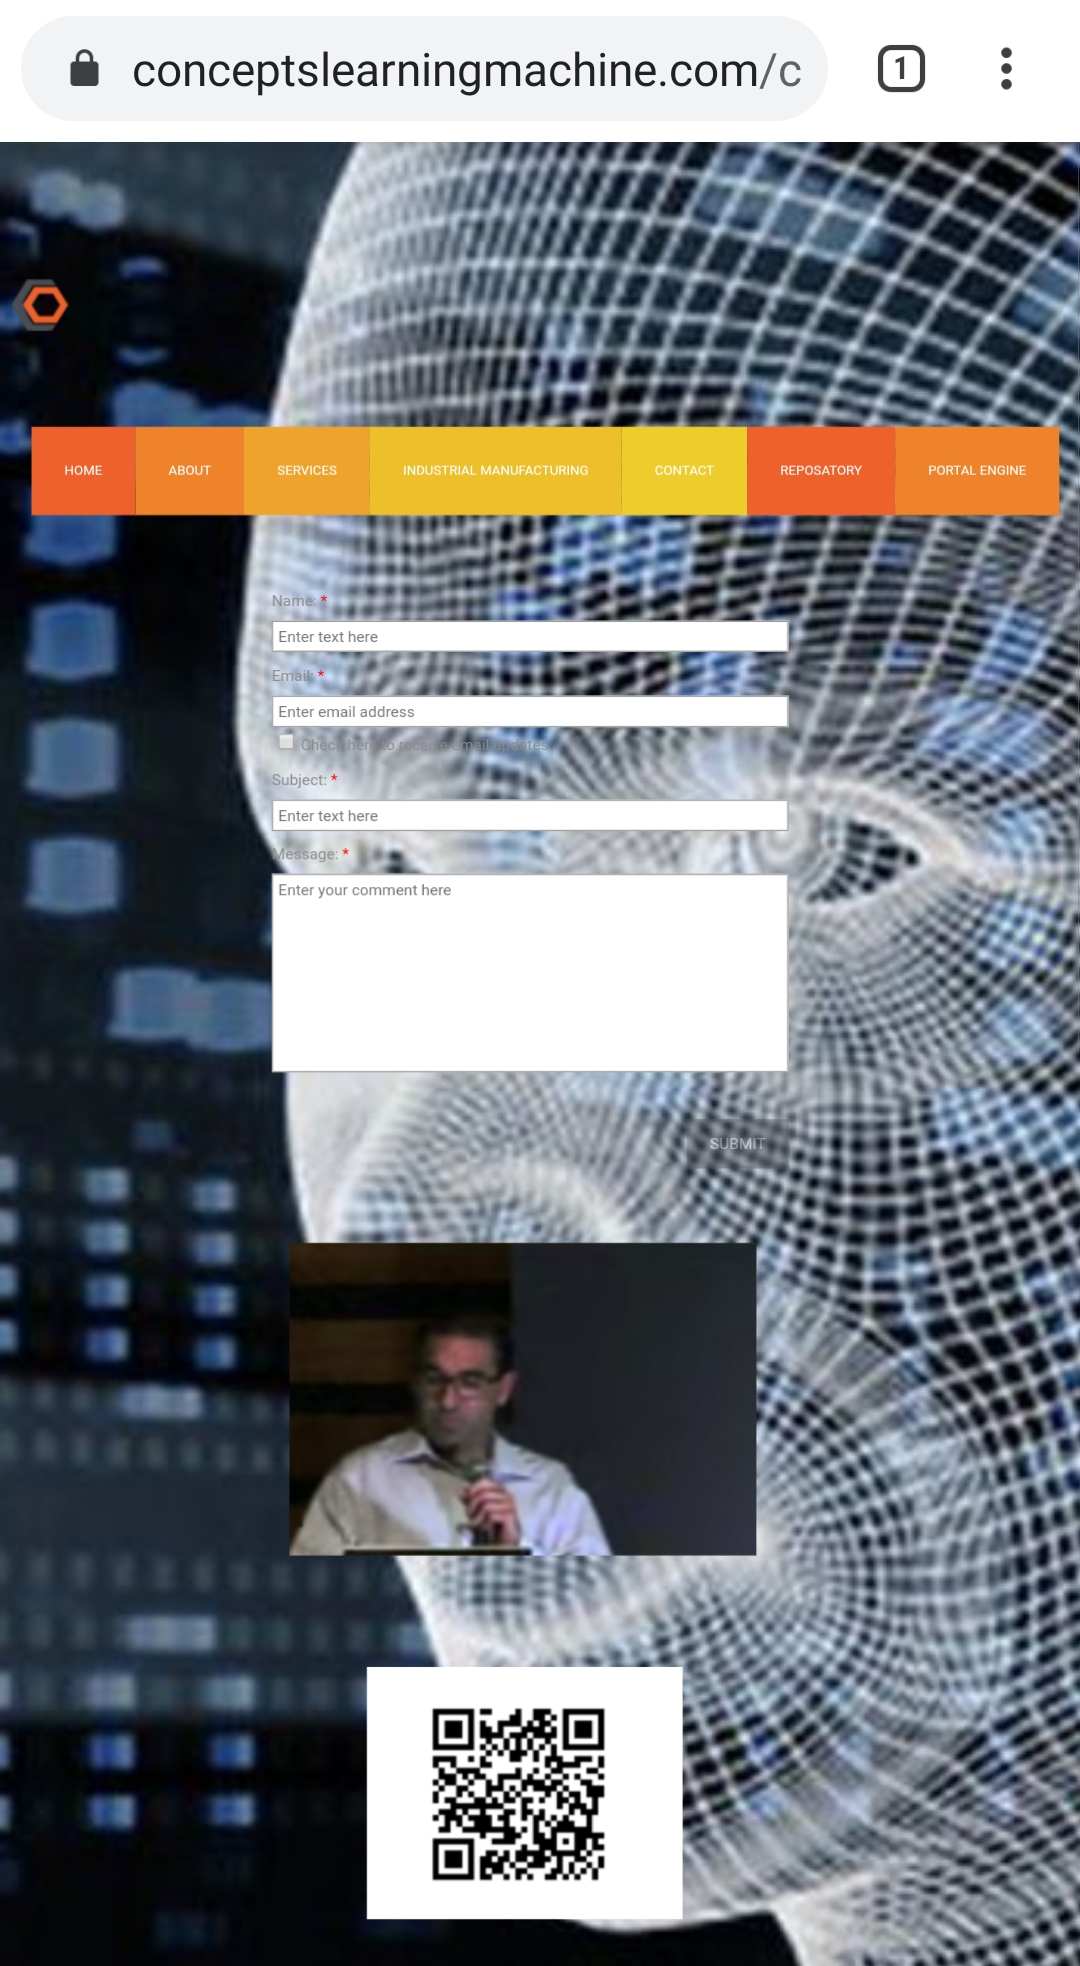 conceptslearningmachine.com/c
1
HOME ABOUT SERVICES INDUSTRIAL MANUFACTURING CONTACT REPOSATORY PORTAL ENGINE
Name: *
Enter text here
Email: *
Enter email address
Check here to receive email updates
Subject: *
Enter text here
Message: *
Enter your comment here
SUBMIT